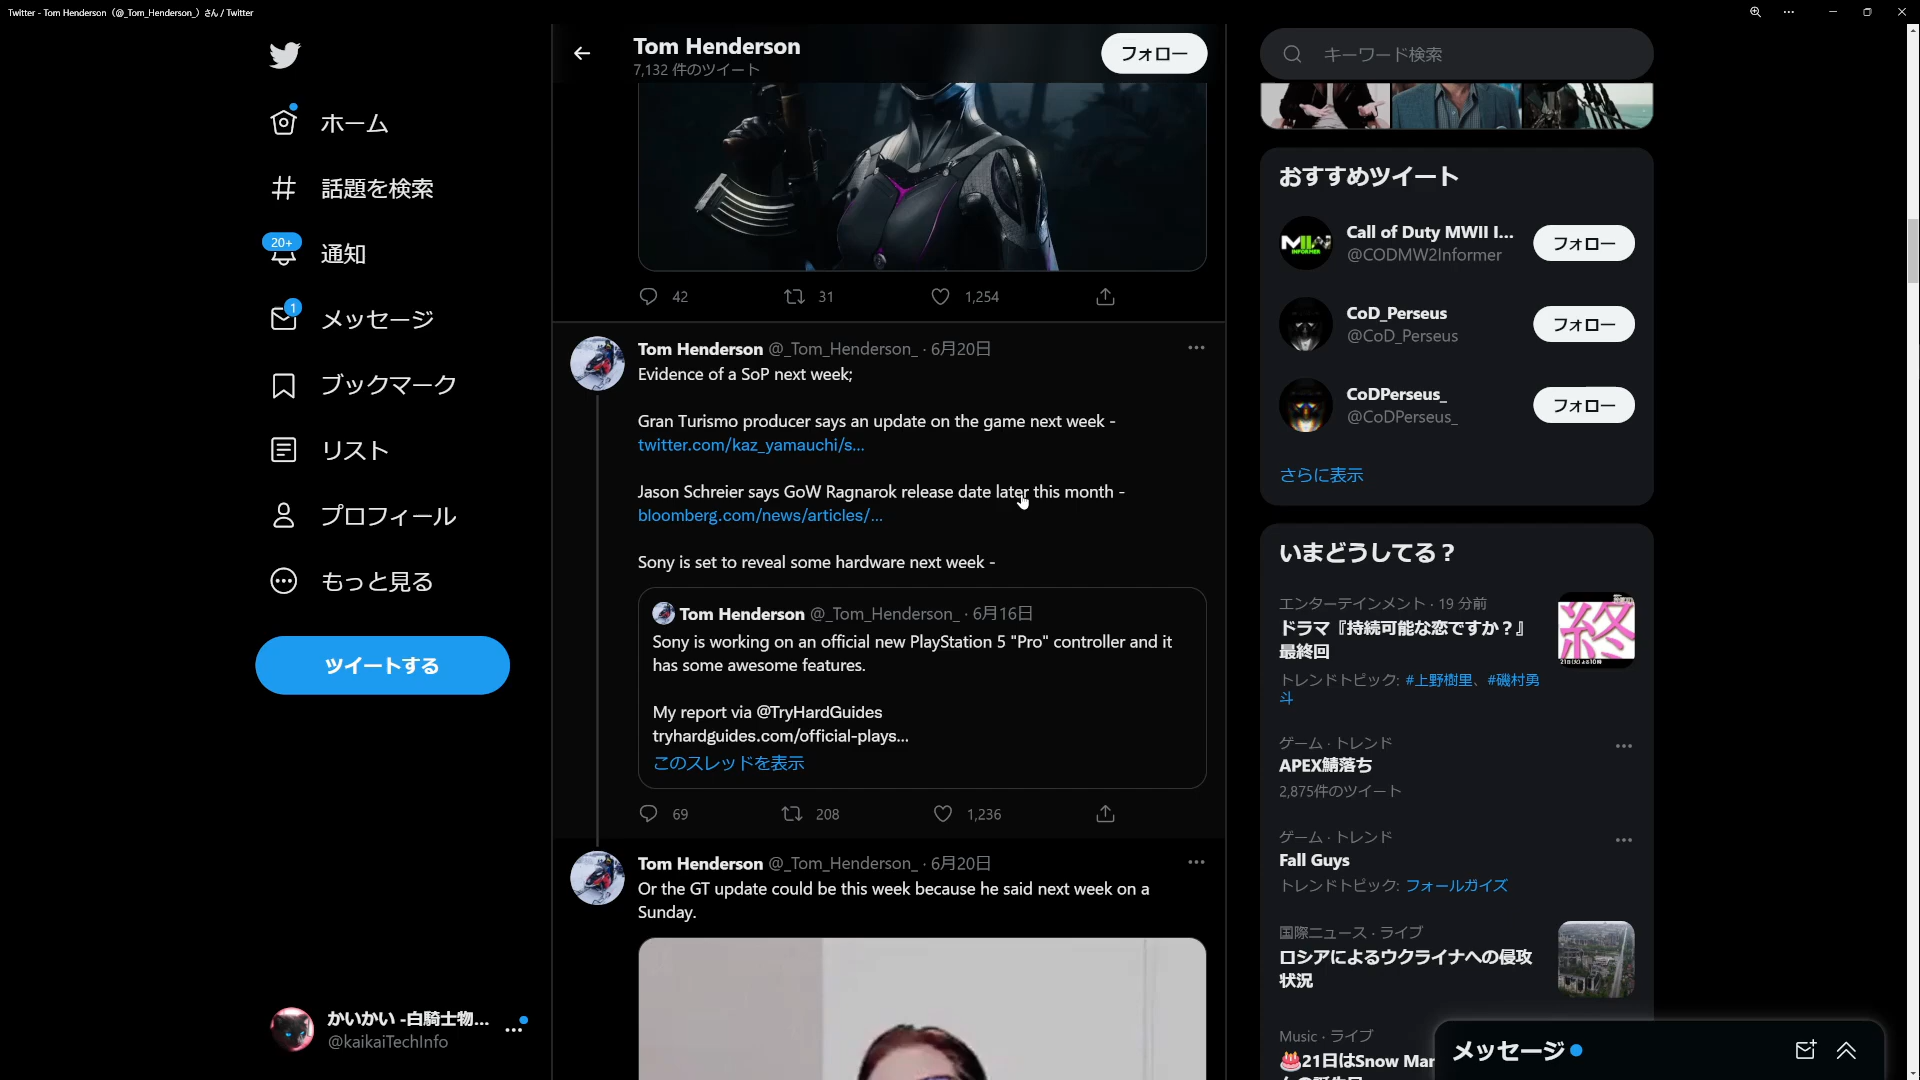 Twitter - Tom Henderson (@_Tom_Henderson_) さん / Twitter
ホーム
話題を検索
20+
通知
1
メッセージ
ブックマーク
リスト
プロフィール
もっと見る
ツイートする
かいかい -白騎士物...
@kaikaiTechInfo
Tom Henderson
7,132 件のツイート
フォロー
42
31
1,254
Tom Henderson @_Tom_Henderson_ · 6月20日
Evidence of a SoP next week;
Gran Turismo producer says an update on the game next week -
twitter.com/kaz_yamauchi/s...
Jason Schreier says GoW Ragnarok release date later this month -
bloomberg.com/news/articles/...
Sony is set to reveal some hardware next week -
Tom Henderson @_Tom_Henderson_ · 6月16日
Sony is working on an official new PlayStation 5 "Pro" controller and it
has some awesome features.
My report via @TryHardGuides
tryhardguides.com/official-plays...
このスレッドを表示
69
208
1,236
Tom Henderson @_Tom_Henderson_ · 6月20日
Or the GT update could be this week because he said next week on a
Sunday.
キーワード検索
おすすめツイート
Call of Duty MWII I...
@CODMW2Informer
フォロー
CoD_Perseus
@CoD_Perseus
フォロー
CoDPerseus_
@CoDPerseus_
フォロー
さらに表示
いまどうしてる？
エンターテインメント · 19 分前
ドラマ『持続可能な恋ですか？』
最終回
終
トレンドトピック: #上野樹里、#磯村勇
斗
ゲーム · トレンド
APEX鯖落ち
2,875件のツイート
ゲーム · トレンド
Fall Guys
トレンドトピック: フォールガイズ
国際ニュース · ライブ
ロシアによるウクライナへの侵攻
状況
Music · ライブ
21日はSnow Mar
メッセージ